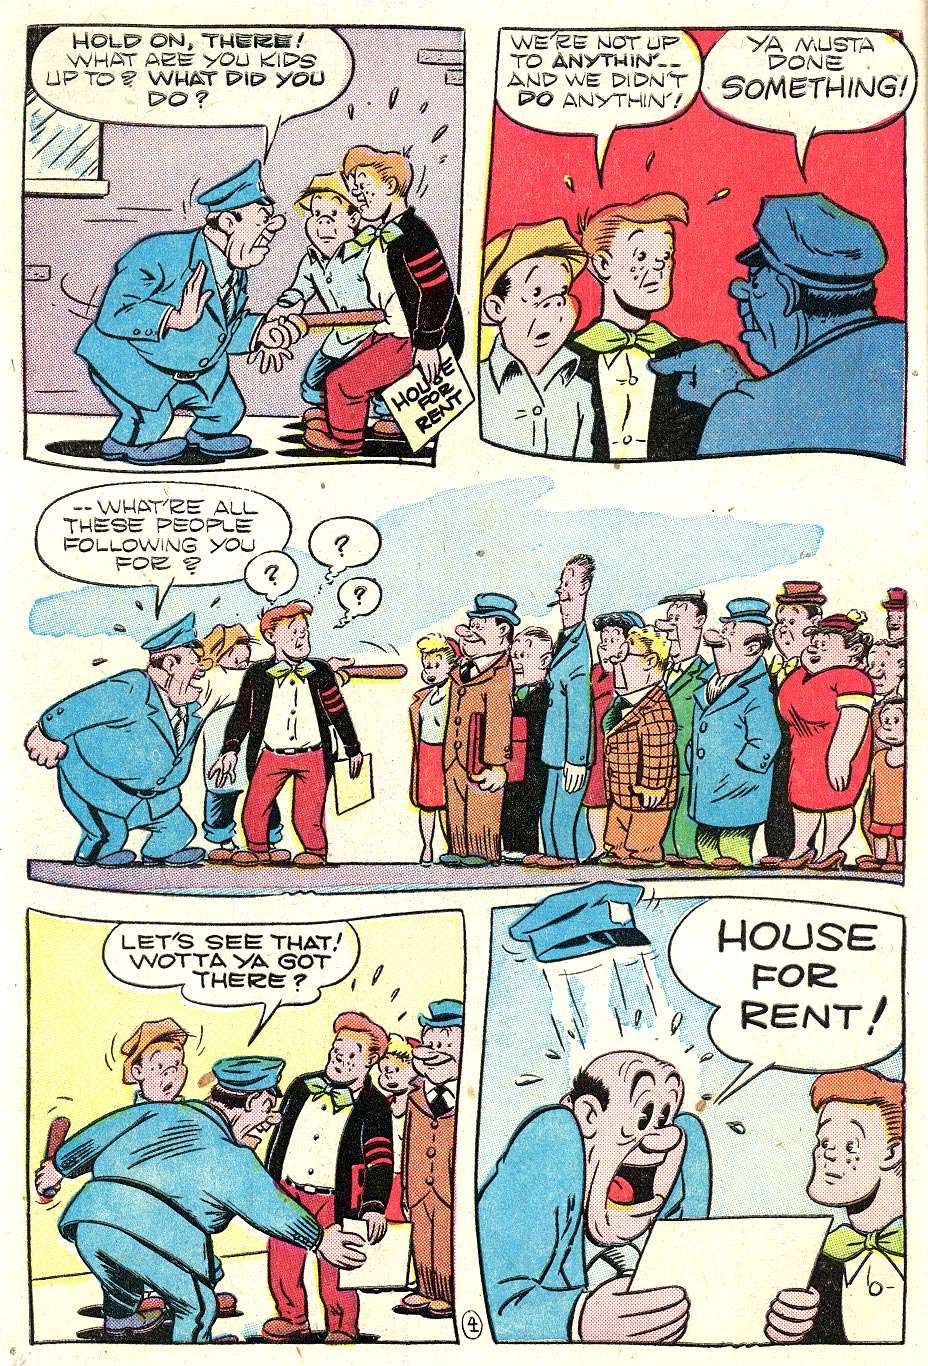 HOLD ON, THERE!
WHAT ARE YOU KIDS
UP TO? WHAT DID YOU
DO?
HOUSE
FOR
RENT
WE'RE NOT UP
TO ANYTHIN'--
AND WE DIDN'T
DO ANYTHIN'!
YA MUSTA
DONE
SOMETHING!
-- WHAT'RE ALL
THESE PEOPLE
FOLLOWING YOU
FOR?
?
?
?
LET'S SEE THAT!
WOTTA YA GOT
THERE?
HOUSE
FOR
RENT!
4